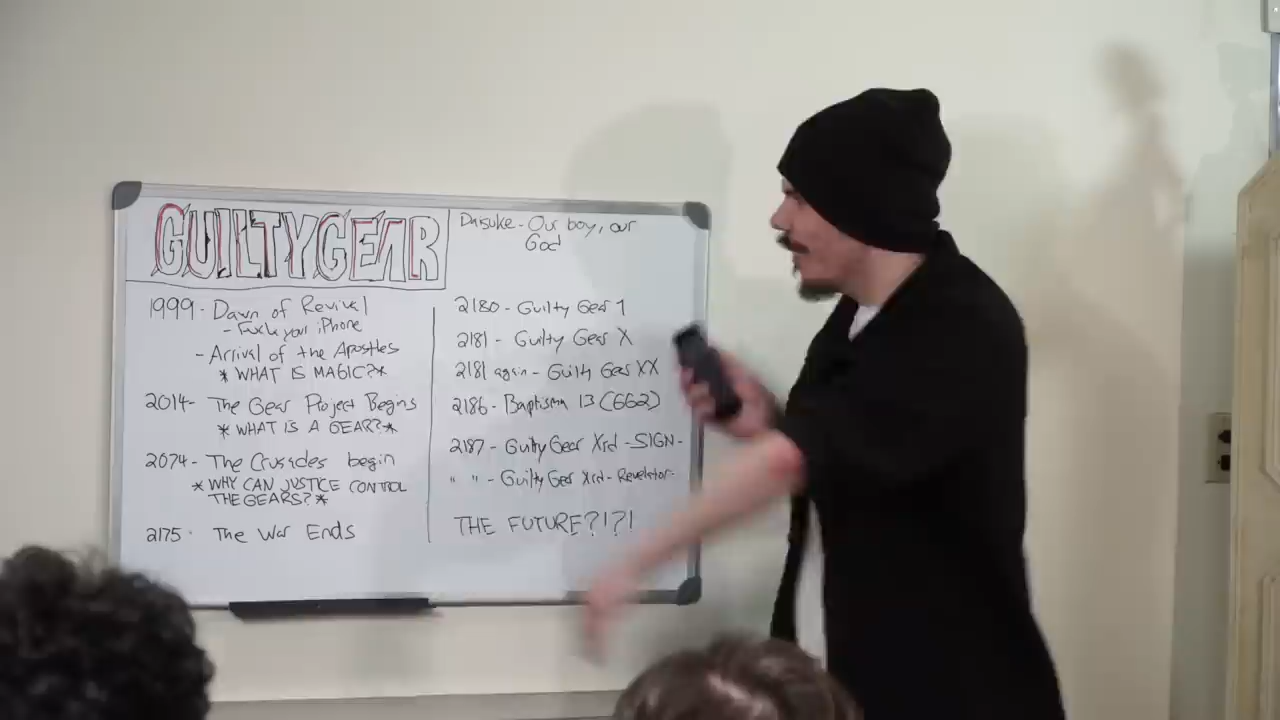 GUILTYGEAR
Daisuke - Our boy, our
God
1999 - Dawn of Revival
- Fuck your iPhone
- Arrival of the Apostles
* WHAT IS MAGIC? *
2014 - The Gear Project Begins
* WHAT IS A GEAR? *
2074 - The Crusades begin
* WHY CAN JUSTICE CONTROL
THE GEARS? *
2175 - The War Ends
2180 - Guilty Gear 1
2181 - Guilty Gear X
2181 again - Guilty Gear XX
2186 - Baptisma 13 (GG2)
2187 - Guilty Gear Xrd -SIGN-
" " - Guilty Gear Xrd - Revelator -
THE FUTURE?!?!